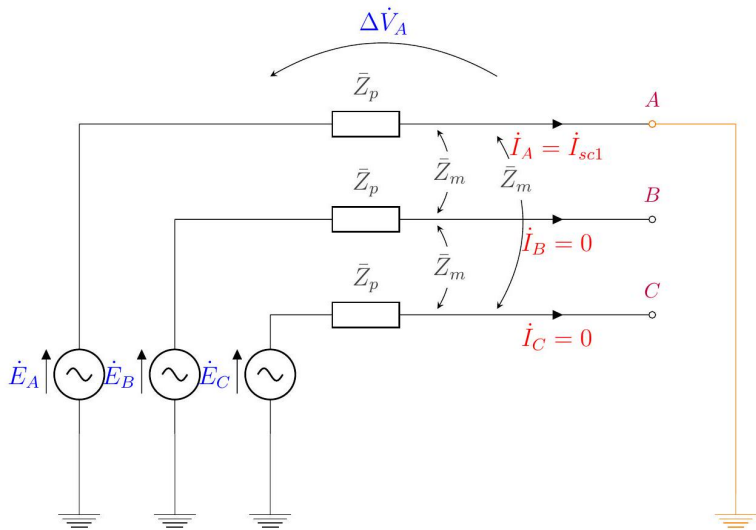 ΔV̇_A
Z̄_p
A
İ_A = İ_sc1
Z̄_m
Z̄_m
Z̄_p
B
İ_B = 0
Z̄_m
Z̄_p
C
İ_C = 0
Ė_A
Ė_B
Ė_C